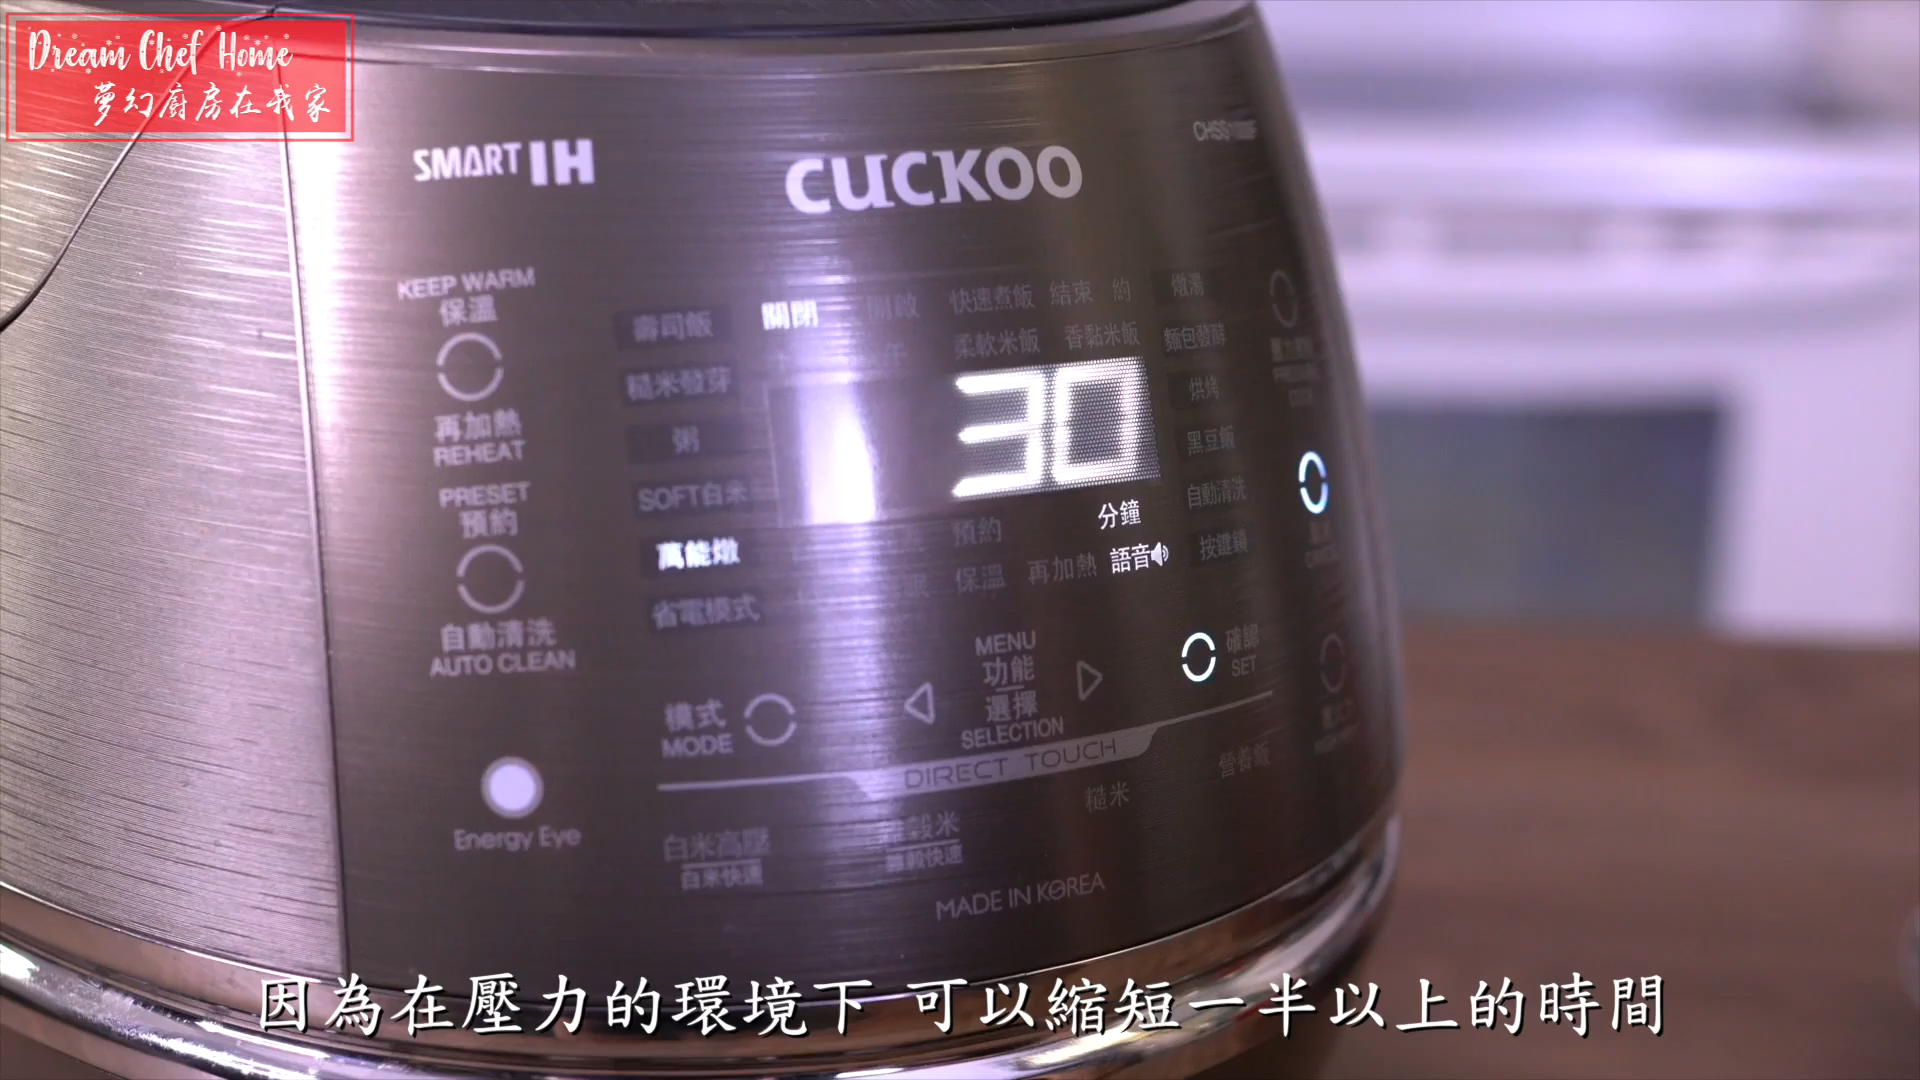 Dream Chef Home
夢幻廚房在我家
SMART IH
CUCKOO
KEEP WARM
保溫
再加熱
REHEAT
PRESET
預約
自動清洗
AUTO CLEAN
Energy Eye
壽司飯
糙米發芽
粥
SOFT白米
萬能燉
省電模式
關閉 開啟 快速煮飯 結束 約
柔軟米飯 香黏米飯
30
預約 分鐘
保溫 再加熱 語音
燉湯
麵包發酵
烘烤
黑豆飯
自動清洗
按鍵鎖
模式
MODE
MENU
功能
選擇
SELECTION
確認
SET
DIRECT TOUCH
白米高壓
白米快速
雜穀米
雜穀快速
糙米
營養飯
MADE IN KOREA
因為在壓力的環境下 可以縮短一半以上的時間